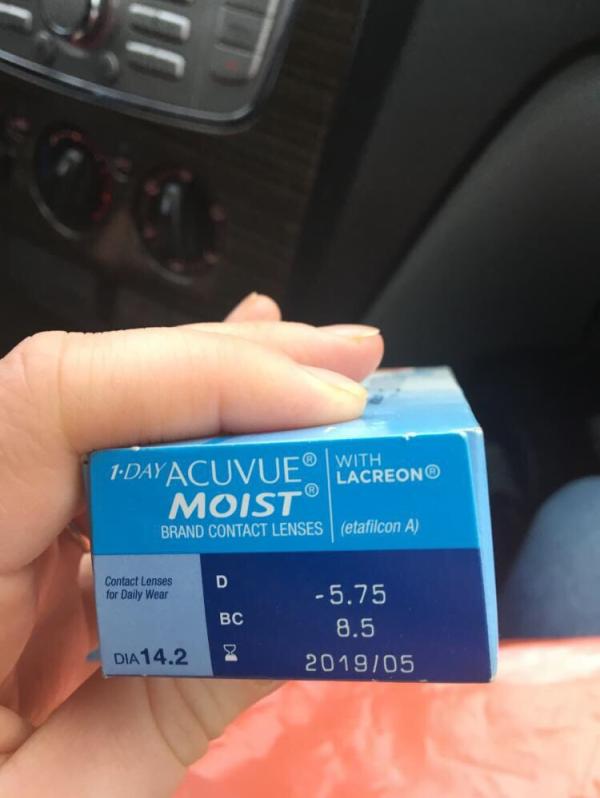 1·DAY ACUVUE® MOIST®
BRAND CONTACT LENSES
WITH
LACREON®
(etafilcon A)
Contact Lenses
for Daily Wear
DIA 14.2
D -5.75
BC 8.5
2019/05